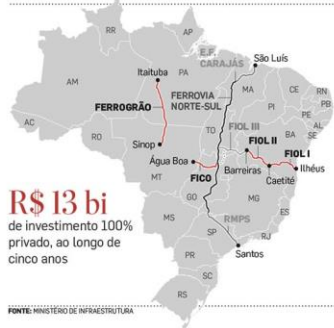 RR
AP
E.F.
CARAJÁS
São Luís
Itaituba
AM
PA
MA
CE
RN
PB
PI
PE
AL
SE
FERROGRÃO
FERROVIA
NORTE-SUL
AC
RO
TO
FIOL III
FIOL II
BA
FIOL I
Sinop
Água Boa
Ilhéus
MT
FICO
Barreiras
Caetité
GO
MG
ES
R$ 13 bi
de investimento 100%
privado, ao longo de
cinco anos
MS
RMPS
SP
RJ
Santos
PR
SC
RS
FONTE: MINISTÉRIO DE INFRAESTRUTURA